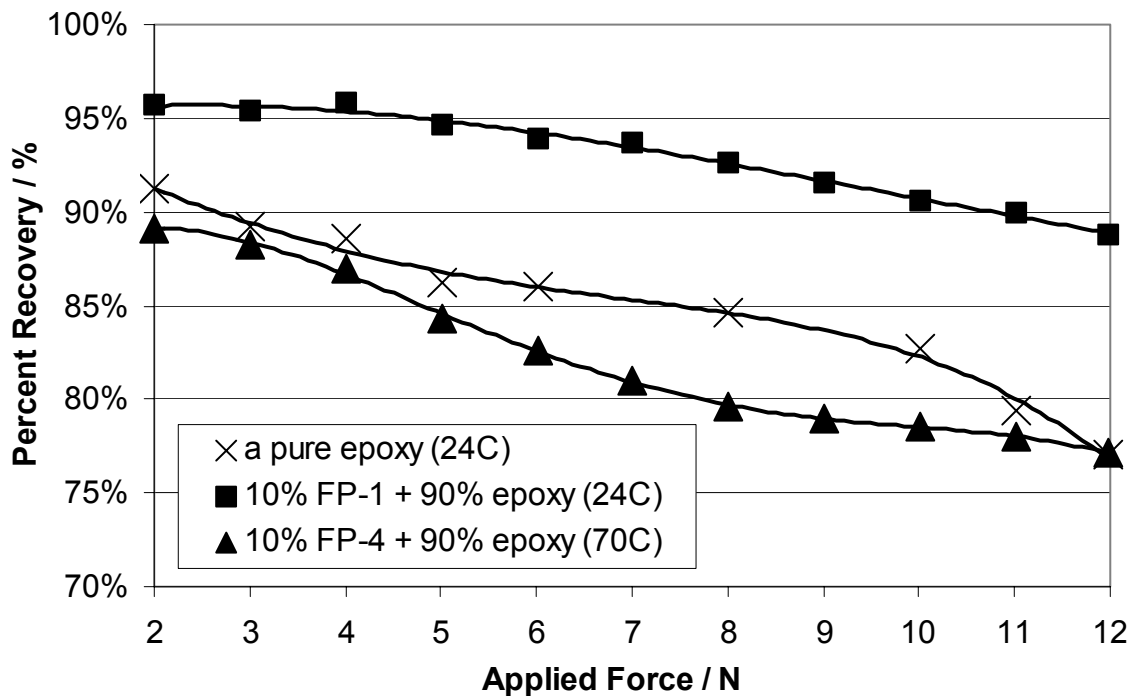 100%
95%
90%
85%
80%
75%
70%
Percent Recovery / %
a pure epoxy (24C)
10% FP-1 + 90% epoxy (24C)
10% FP-4 + 90% epoxy (70C)
2 3 4 5 6 7 8 9 10 11 12
Applied Force / N